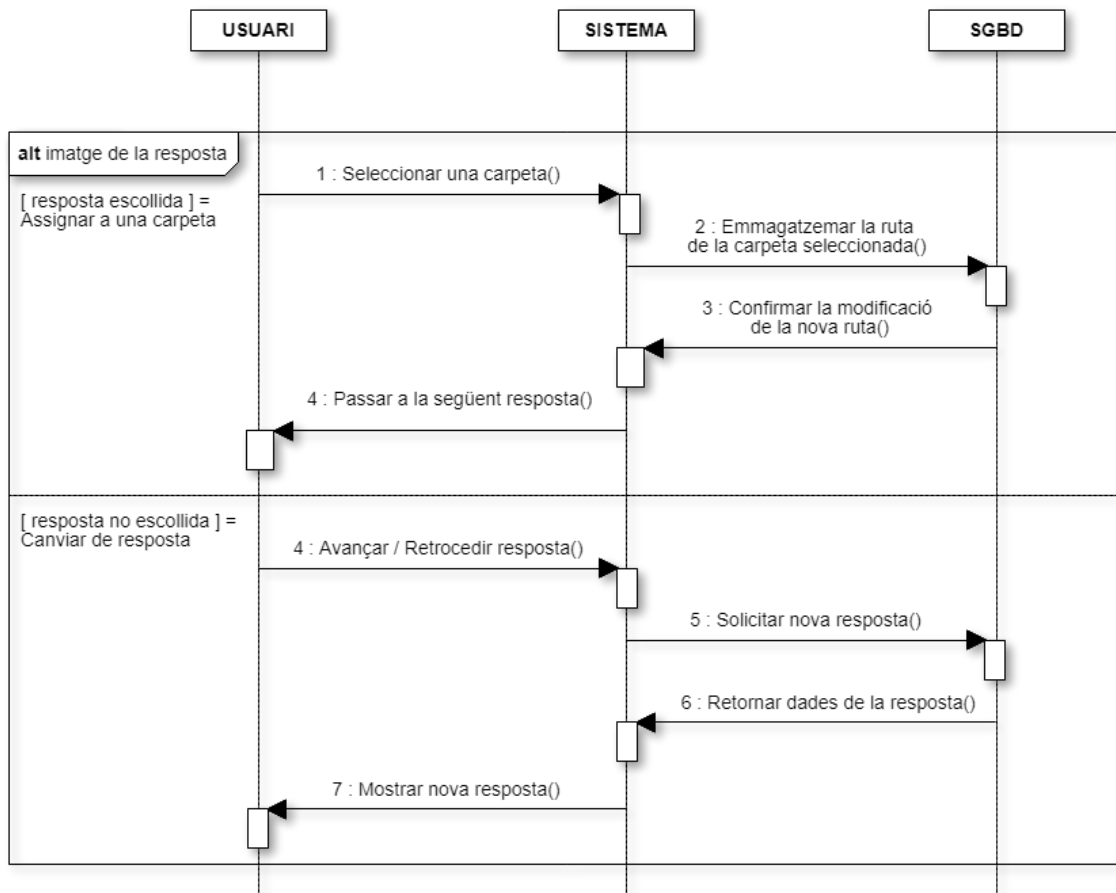 USUARI
SISTEMA
SGBD
alt imatge de la resposta
[ resposta escollida ] =
Assignar a una carpeta
1 : Seleccionar una carpeta()
2 : Emmagatzemar la ruta
de la carpeta seleccionada()
3 : Confirmar la modificació
de la nova ruta()
4 : Passar a la següent resposta()
[ resposta no escollida ] =
Canviar de resposta
4 : Avançar / Retrocedir resposta()
5 : Solicitar nova resposta()
6 : Retornar dades de la resposta()
7 : Mostrar nova resposta()